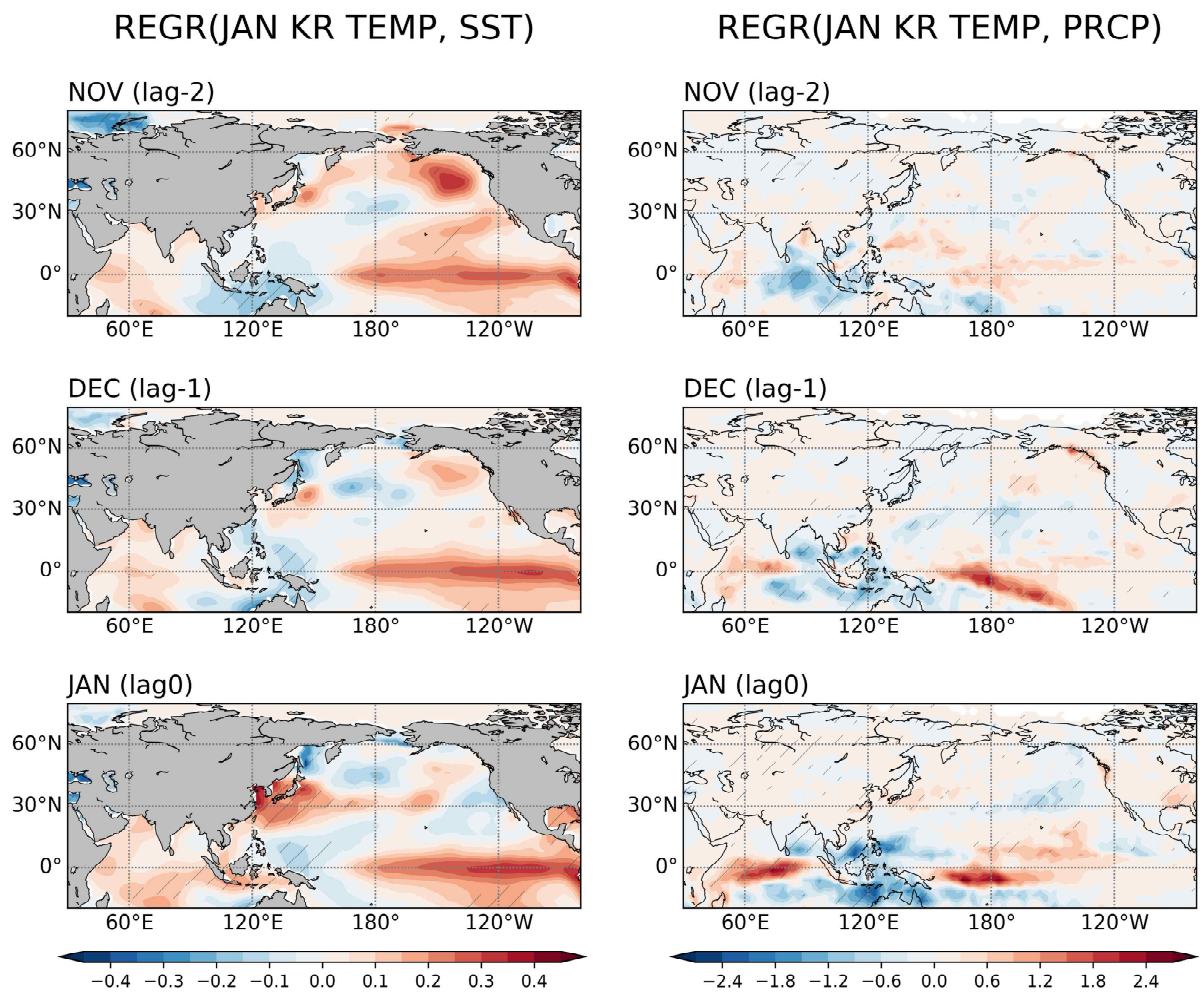 REGR(JAN KR TEMP, SST)
REGR(JAN KR TEMP, PRCP)
NOV (lag-2)
60°N
30°N
0°
60°E 120°E 180° 120°W
NOV (lag-2)
60°N
30°N
0°
60°E 120°E 180° 120°W
DEC (lag-1)
60°N
30°N
0°
60°E 120°E 180° 120°W
DEC (lag-1)
60°N
30°N
0°
60°E 120°E 180° 120°W
JAN (lag0)
60°N
30°N
0°
60°E 120°E 180° 120°W
JAN (lag0)
60°N
30°N
0°
60°E 120°E 180° 120°W
−0.4 −0.3 −0.2 −0.1 0.0 0.1 0.2 0.3 0.4
−2.4 −1.8 −1.2 −0.6 0.0 0.6 1.2 1.8 2.4